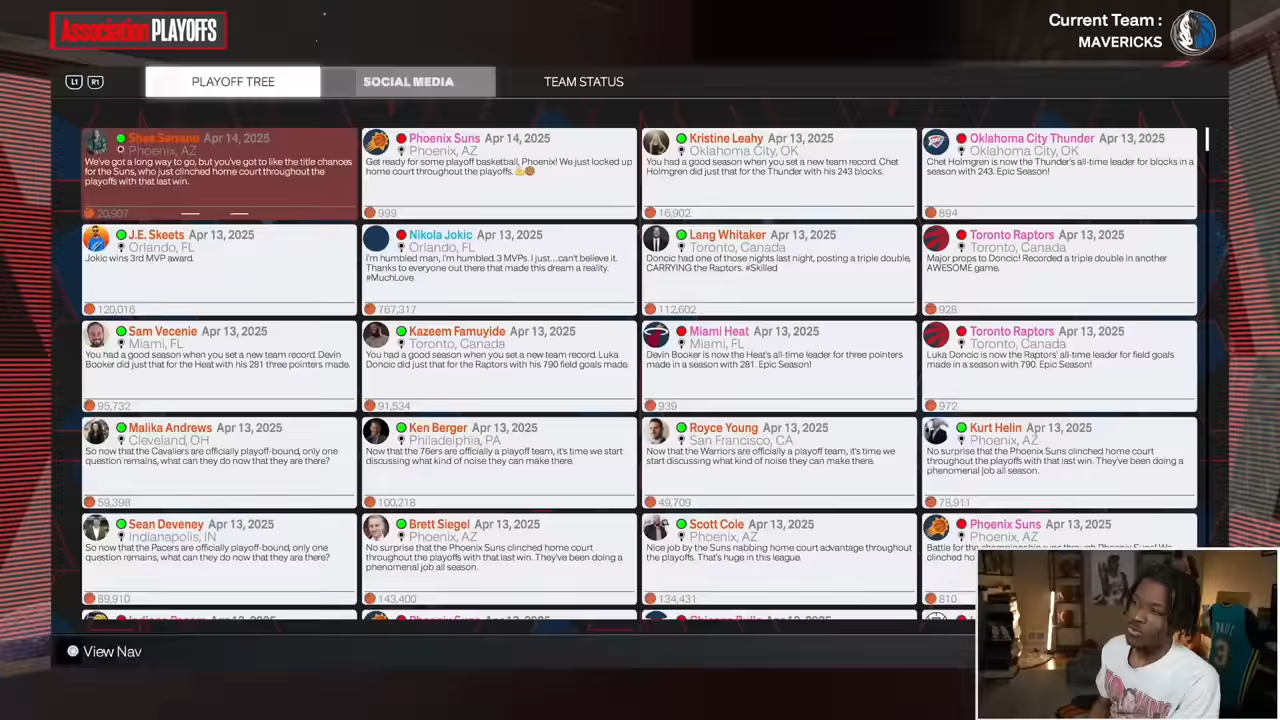 Association PLAYOFFS
Current Team :
MAVERICKS
L1 R1
PLAYOFF TREE
SOCIAL MEDIA
TEAM STATUS
Shea Serrano Apr 14, 2025
Phoenix, AZ
We've got a long way to go, but you've got to like the title chances
for the Suns, who just clinched home court throughout the
playoffs with that last win.
20,907
Phoenix Suns Apr 14, 2025
Phoenix, AZ
Get ready for some playoff basketball, Phoenix! We just locked up
home court throughout the playoffs.
999
Kristine Leahy Apr 13, 2025
Oklahoma City, OK
You had a good season when you set a new team record. Chet
Holmgren did just that for the Thunder with his 243 blocks.
16,902
Oklahoma City Thunder Apr 13, 2025
Oklahoma City, OK
Chet Holmgren is now the Thunder's all-time leader for blocks in a
season with 243. Epic Season!
894
J.E. Skeets Apr 13, 2025
Orlando, FL
Jokic wins 3rd MVP award.
120,016
Nikola Jokic Apr 13, 2025
Orlando, FL
I'm humbled man, I'm humbled. 3 MVPs. I just...can't believe it.
Thanks to everyone out there that made this dream a reality.
#MuchLove
767,317
Lang Whitaker Apr 13, 2025
Toronto, Canada
Doncic had one of those nights last night, posting a triple double,
CARRYING the Raptors. #Skilled
112,602
Toronto Raptors Apr 13, 2025
Toronto, Canada
Major props to Doncic! Recorded a triple double in another
AWESOME game.
928
Sam Vecenie Apr 13, 2025
Miami, FL
You had a good season when you set a new team record. Devin
Booker did just that for the Heat with his 281 three pointers made.
95,732
Kazeem Famuyide Apr 13, 2025
Toronto, Canada
You had a good season when you set a new team record. Luka
Doncic did just that for the Raptors with his 790 field goals made.
91,534
Miami Heat Apr 13, 2025
Miami, FL
Devin Booker is now the Heat's all-time leader for three pointers
made in a season with 281. Epic Season!
939
Toronto Raptors Apr 13, 2025
Toronto, Canada
Luka Doncic is now the Raptors' all-time leader for field goals
made in a season with 790. Epic Season!
972
Malika Andrews Apr 13, 2025
Cleveland, OH
So now that the Cavaliers are officially playoff-bound, only one
question remains, what can they do now that they are there?
59,398
Ken Berger Apr 13, 2025
Philadelphia, PA
Now that the 76ers are officially a playoff team, it's time we start
discussing what kind of noise they can make there.
100,218
Royce Young Apr 13, 2025
San Francisco, CA
Now that the Warriors are officially a playoff team, it's time we
start discussing what kind of noise they can make there.
49,709
Kurt Helin Apr 13, 2025
Phoenix, AZ
No surprise that the Phoenix Suns clinched home court
throughout the playoffs with that last win. They've been doing a
phenomenal job all season.
78,911
Sean Deveney Apr 13, 2025
Indianapolis, IN
So now that the Pacers are officially playoff-bound, only one
question remains, what can they do now that they are there?
89,910
Brett Siegel Apr 13, 2025
Phoenix, AZ
No surprise that the Phoenix Suns clinched home court
throughout the playoffs with that last win. They've been doing a
phenomenal job all season.
143,400
Scott Cole Apr 13, 2025
Phoenix, AZ
Nice job by the Suns nabbing home court advantage throughout
the playoffs. That's huge in this league.
134,431
Phoenix Suns Apr 13, 2025
Phoenix, AZ
Battle for the championship runs through Phoenix Suns! We
clinched
810
View Nav
PAUL
3